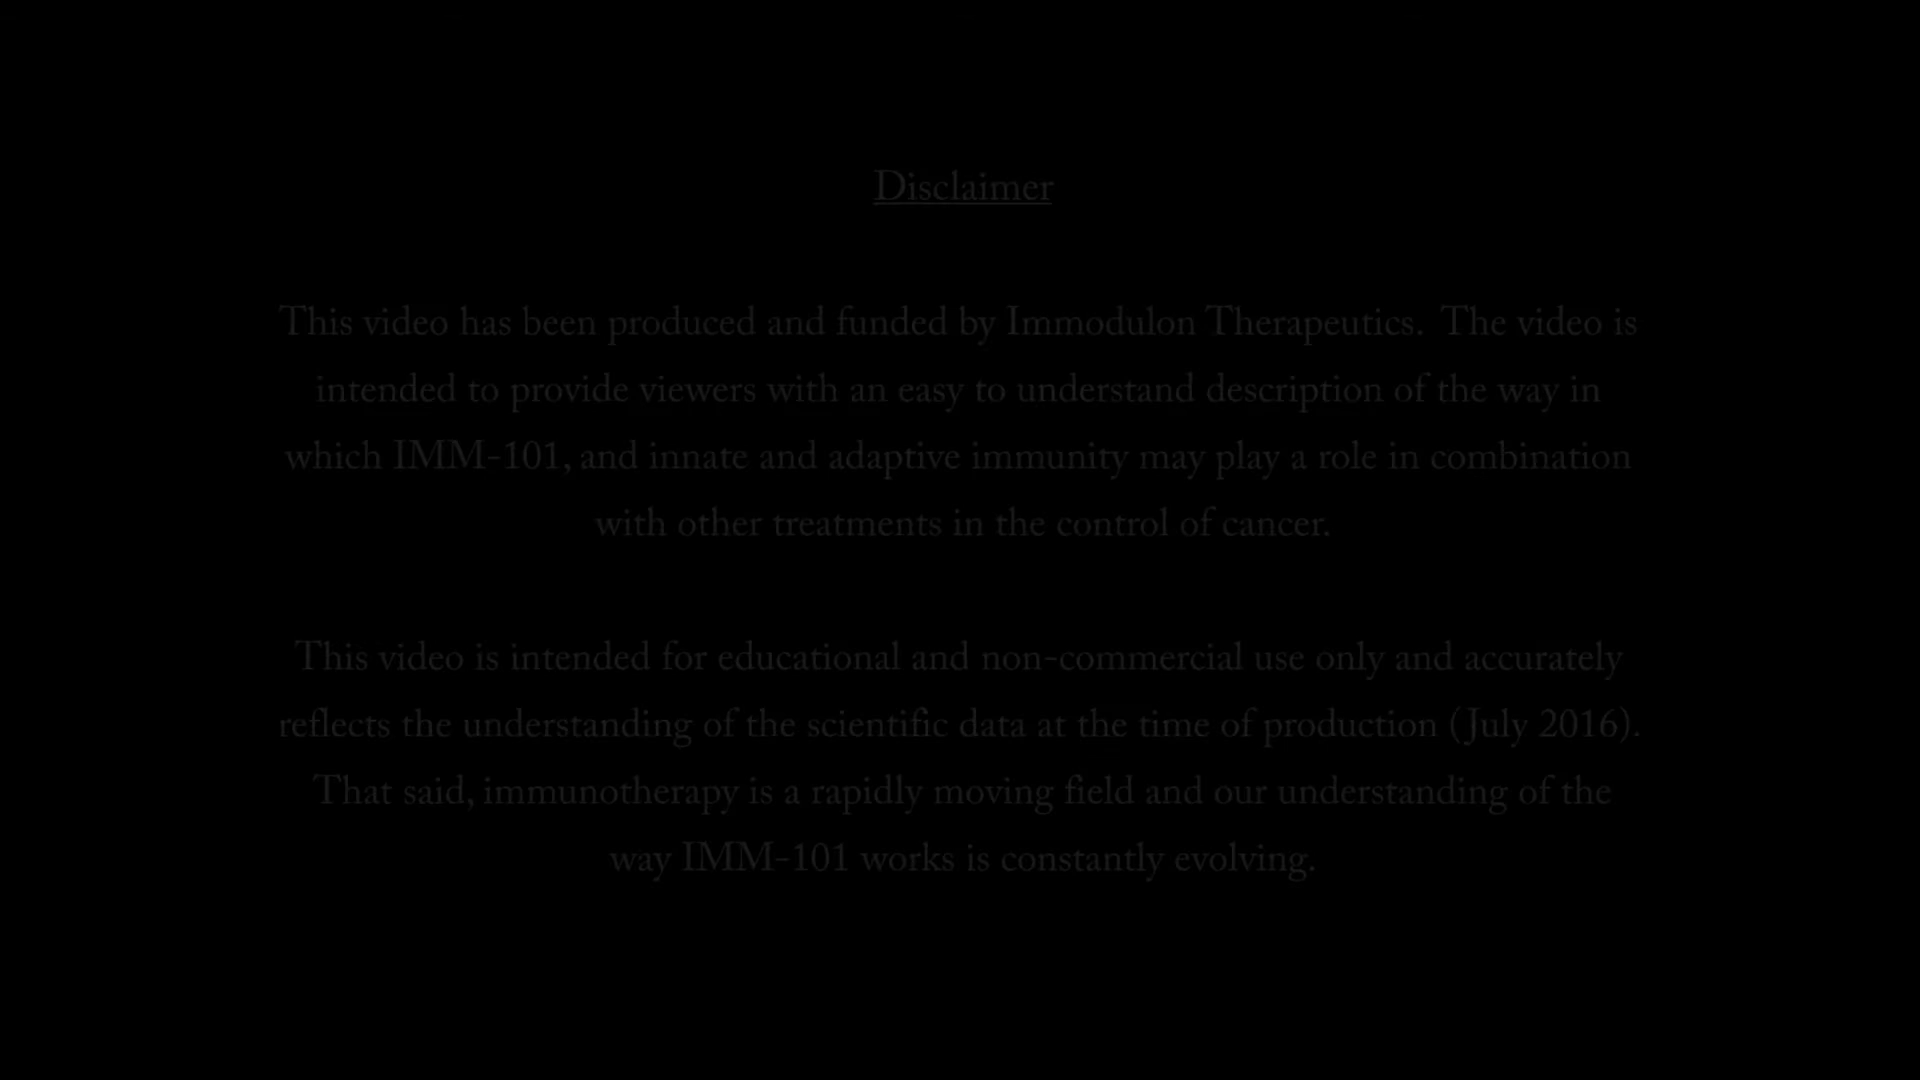 Disclaimer
This video has been produced and funded by Immodulon Therapeutics. The video is
intended to provide viewers with an easy to understand description of the way in
which IMM-101, and innate and adaptive immunity may play a role in combination
with other treatments in the control of cancer.
This video is intended for educational and non-commercial use only and accurately
reflects the understanding of the scientific data at the time of production (July 2016).
That said, immunotherapy is a rapidly moving field and our understanding of the
way IMM-101 works is constantly evolving.